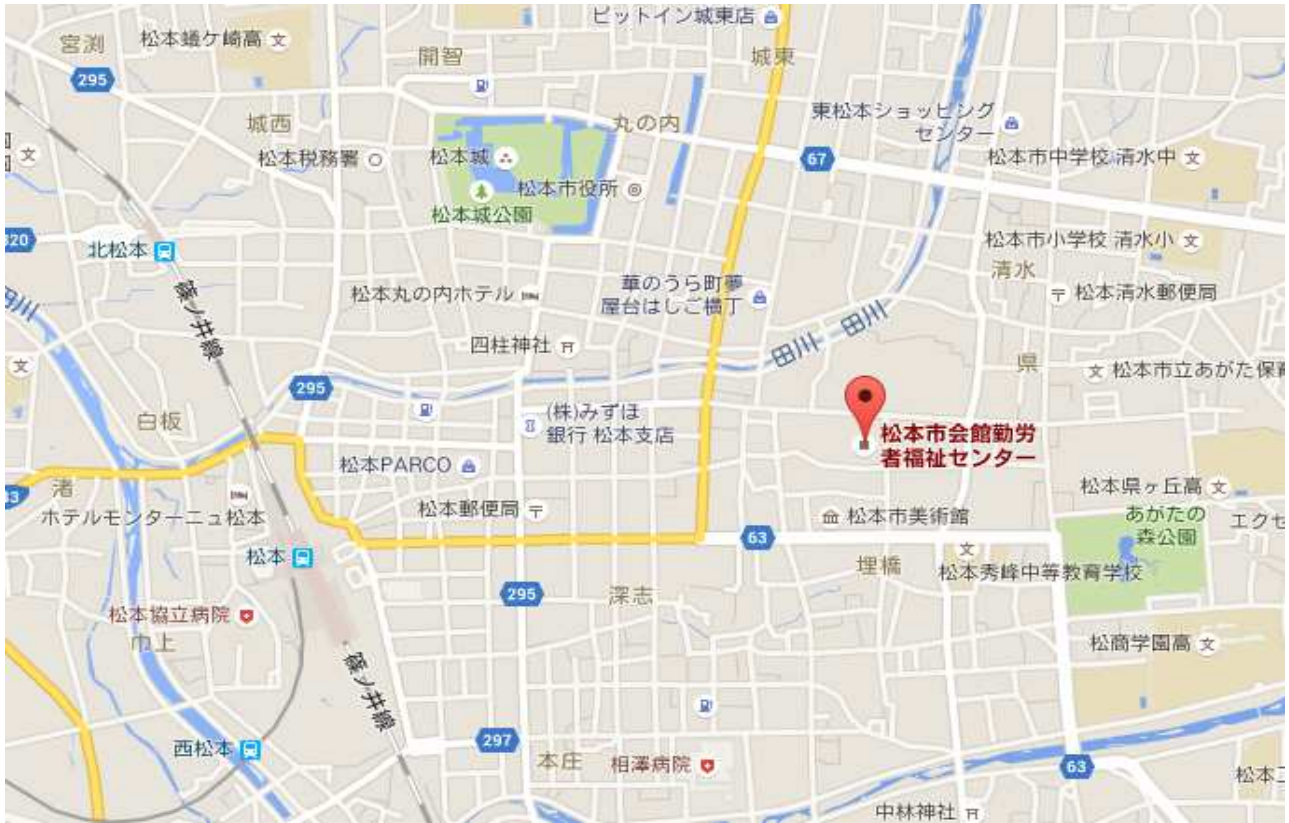 ピットイン城東店
宮渕
松本蟻ケ崎高
開智
城東
295
東松本ショッピング
センター
城西
丸の内
松本税務署
松本城
67
松本市中学校 清水中
松本市役所
松本城公園
320
北松本
松本市小学校 清水小
清水
華のうら町夢
屋台はしご横丁
松本丸の内ホテル
松本清水郵便局
篠ノ井線
田川
田川
四柱神社
県
295
松本市立あがた保育
白板
(株)みずほ
銀行 松本支店
松本市会館勤労
者福祉センター
松本PARCO
渚
松本県ヶ丘高
松本郵便局
ホテルモンターニュ松本
松本市美術館
あがたの
森公園
エクセ
63
松本
埋橋
松本秀峰中等教育学校
295
深志
松本協立病院
巾上
松商学園高
篠ノ井線
西松本
297
本庄
相澤病院
63
中林神社